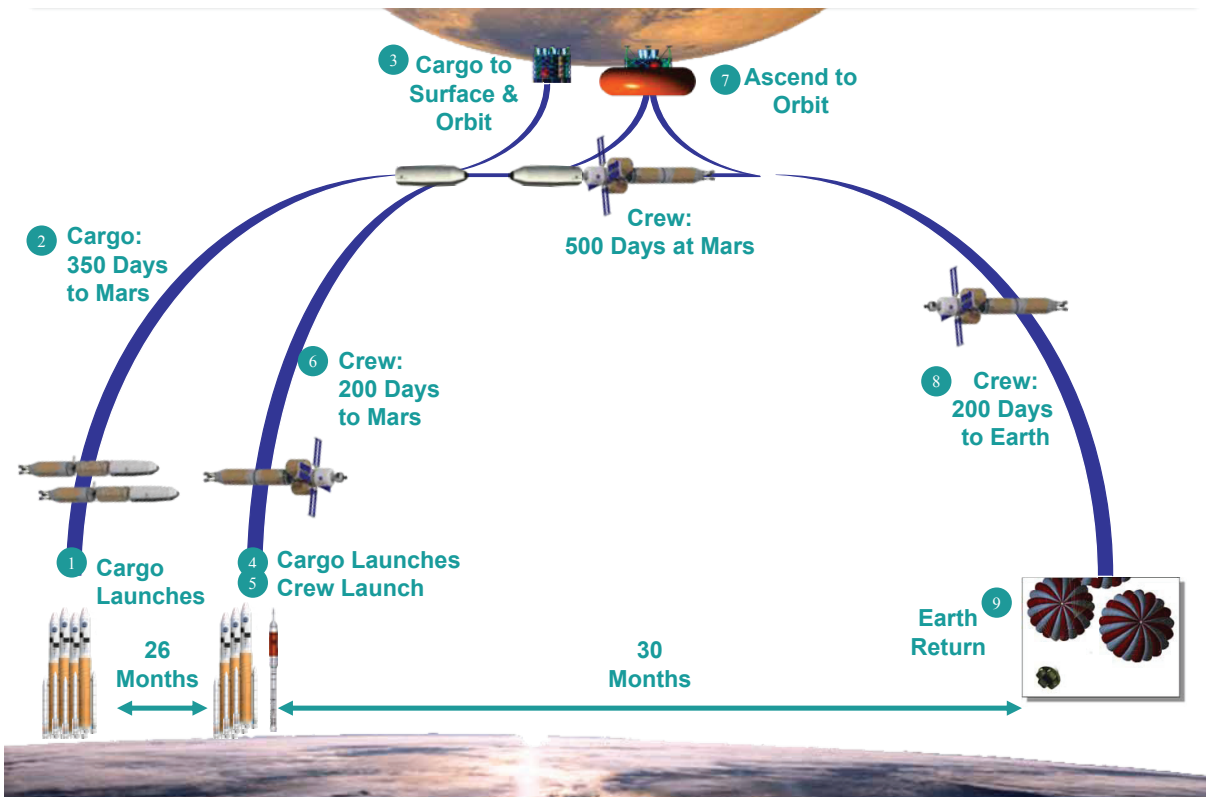 3 Cargo to
Surface &
Orbit
7 Ascend to
Orbit
2 Cargo:
350 Days
to Mars
Crew:
500 Days at Mars
6 Crew:
200 Days
to Mars
8 Crew:
200 Days
to Earth
1 Cargo
Launches
4 Cargo Launches
5 Crew Launch
9
Earth
Return
26
Months
30
Months